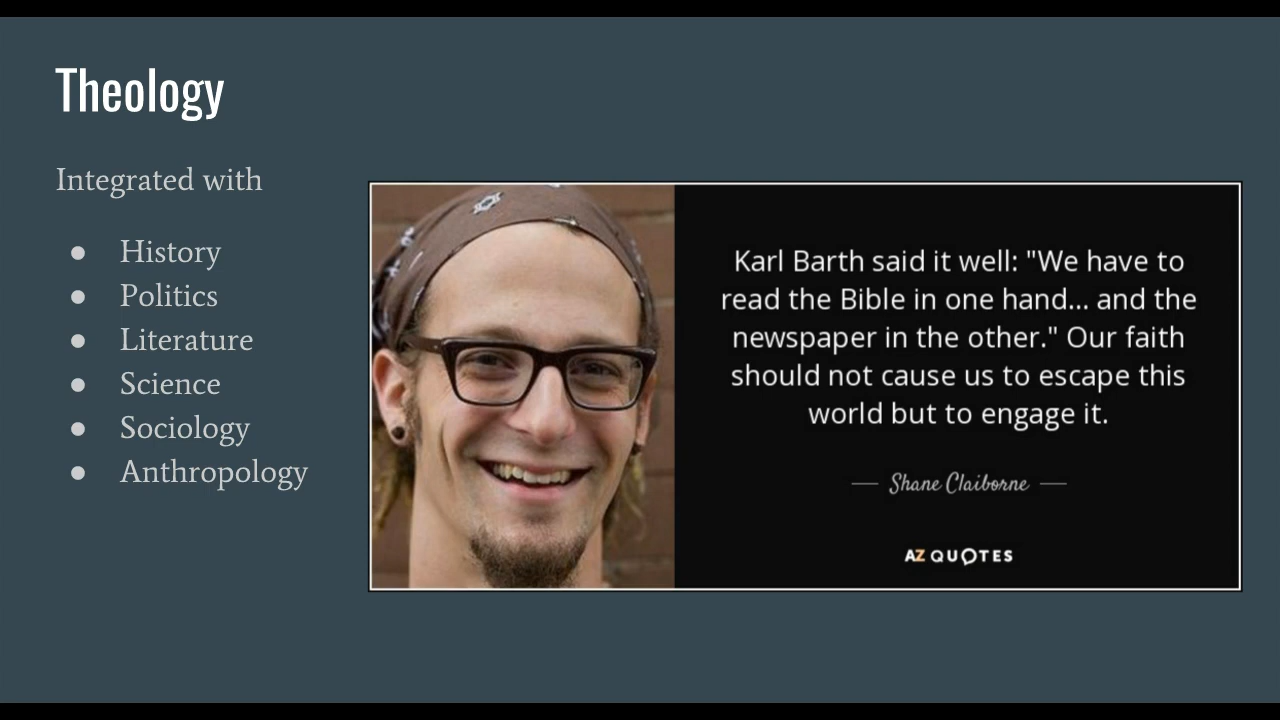 Theology
Integrated with
● History
● Politics
● Literature
● Science
● Sociology
● Anthropology
Karl Barth said it well: "We have to
read the Bible in one hand... and the
newspaper in the other." Our faith
should not cause us to escape this
world but to engage it.
— Shane Claiborne —
AZ QUOTES